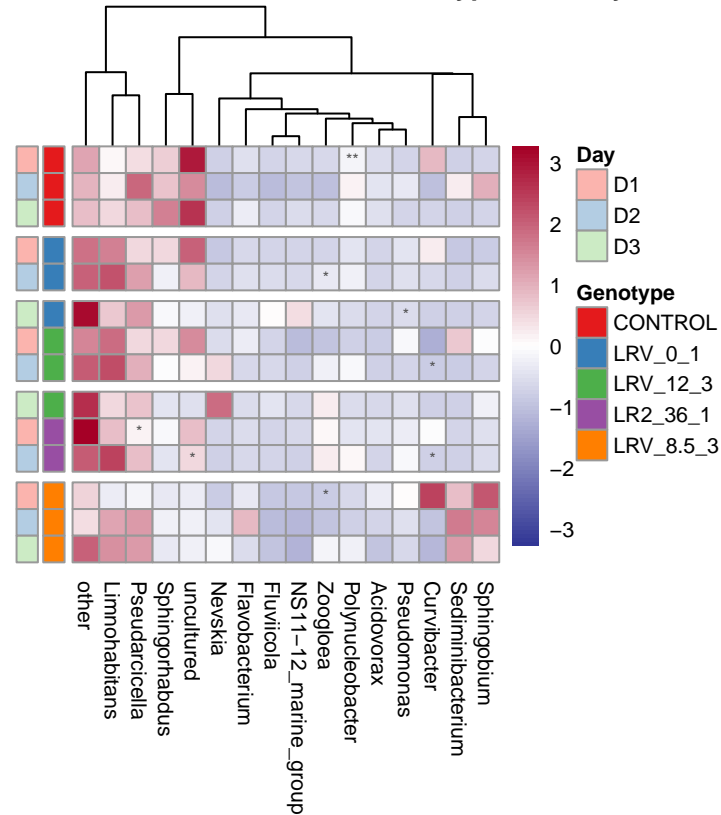 Day
D1
D2
D3
Genotype
CONTROL
LRV_0_1
LRV_12_3
LR2_36_1
LRV_8.5_3
3
2
1
0
−1
−2
−3
**
*
*
*
*
*
*
*
other
Limnohabitans
Pseudarcicella
Sphingorhabdus
uncultured
Nevskia
Flavobacterium
Fluviicola
NS11−12_marine_group
Zoogloea
Polynucleobacter
Acidovorax
Pseudomonas
Curvibacter
Sediminibacterium
Sphingobium